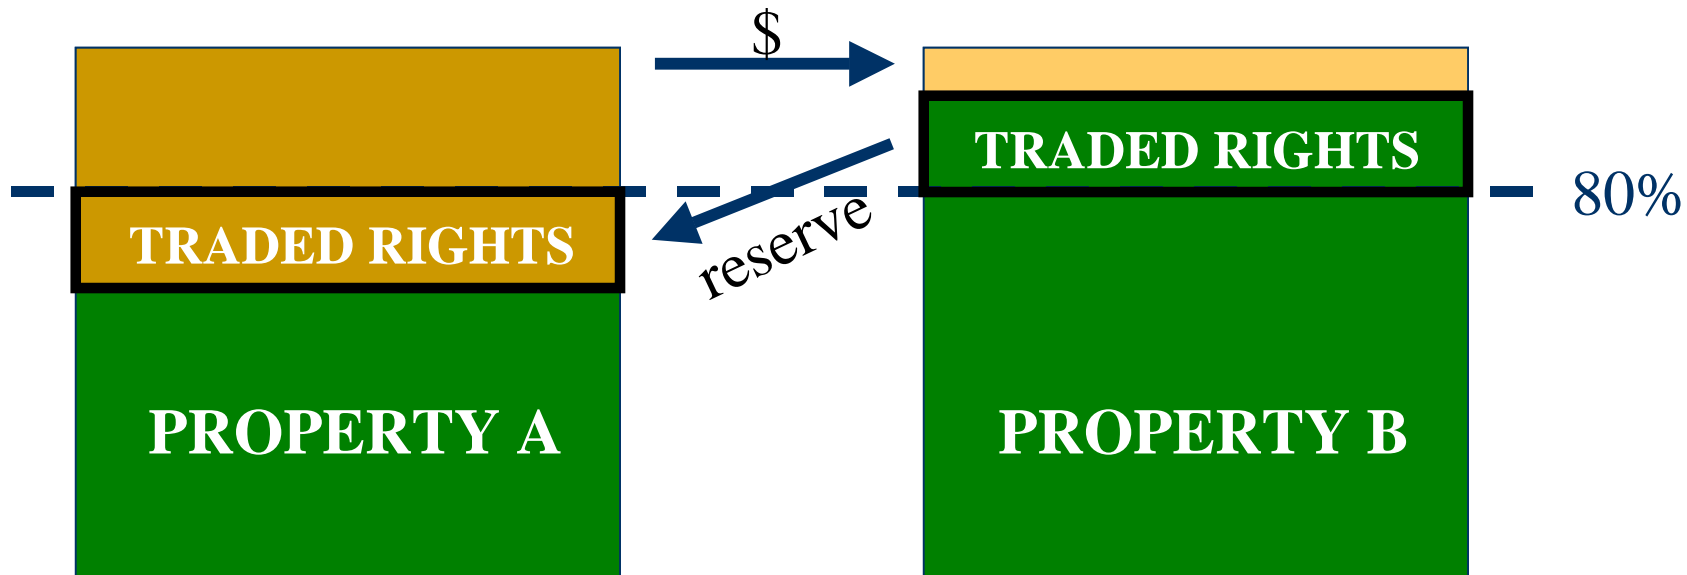 $
TRADED RIGHTS
80%
TRADED RIGHTS
reserve
PROPERTY A
PROPERTY B